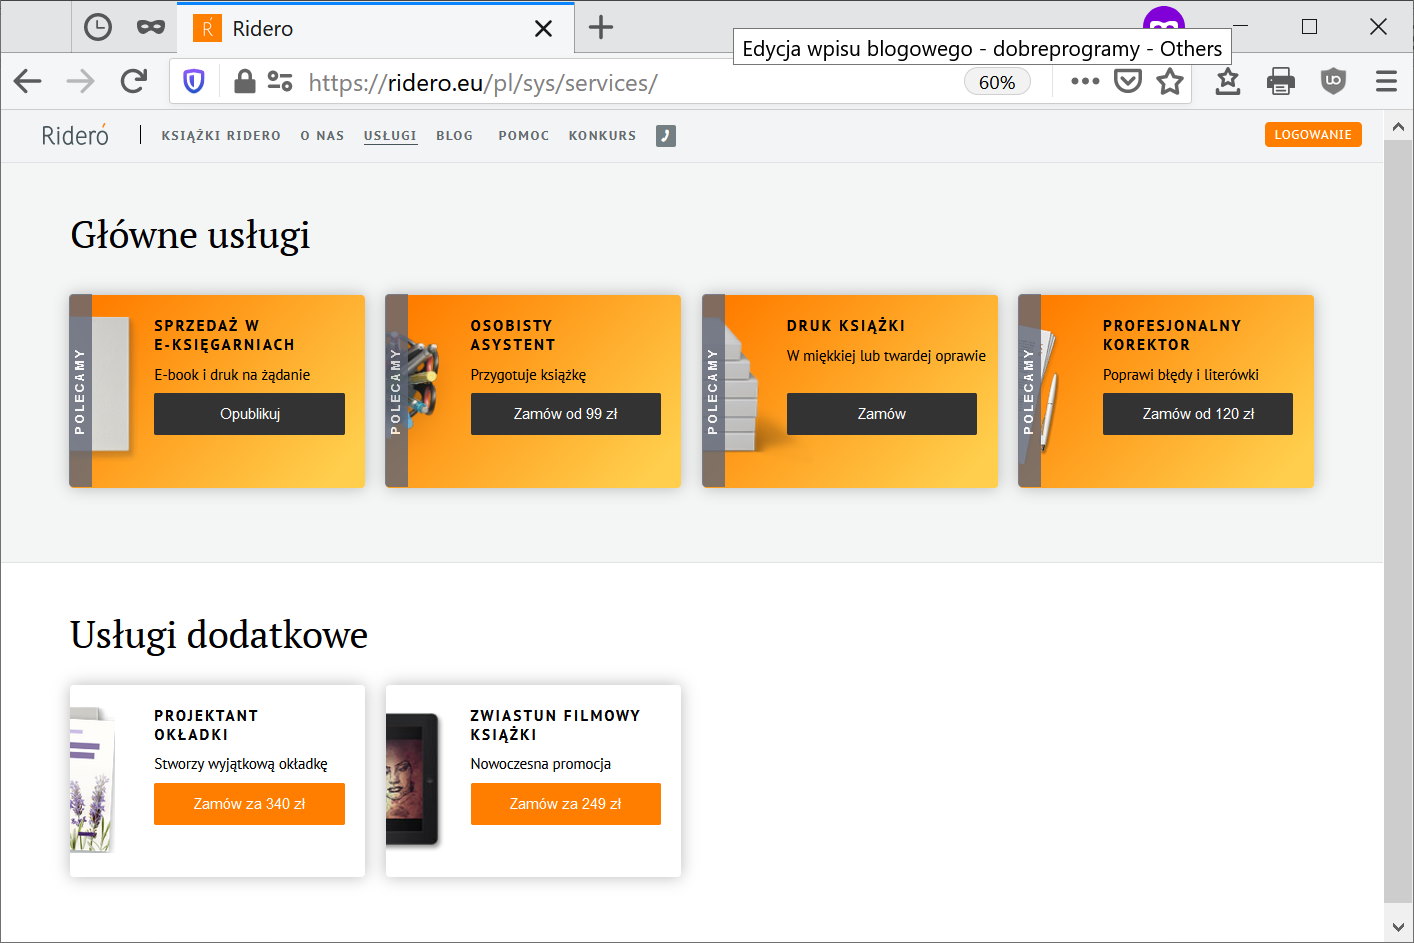 Ridero
Edycja wpisu blogowego - dobreprogramy - Others
https://ridero.eu/pl/sys/services/
60%
Rideró
KSIĄŻKI RIDERO
O NAS
USŁUGI
BLOG
POMOC
KONKURS
LOGOWANIE
Główne usługi
POLECAMY
SPRZEDAŻ W
E-KSIĘGARNIACH
E-book i druk na żądanie
Opublikuj
POLECAMY
OSOBISTY
ASYSTENT
Przygotuje książkę
Zamów od 99 zł
POLECAMY
DRUK KSIĄŻKI
W miękkiej lub twardej oprawie
Zamów
POLECAMY
PROFESJONALNY
KOREKTOR
Poprawi błędy i literówki
Zamów od 120 zł
Usługi dodatkowe
PROJEKTANT
OKŁADKI
Stworzy wyjątkową okładkę
Zamów za 340 zł
ZWIASTUN FILMOWY
KSIĄŻKI
Nowoczesna promocja
Zamów za 249 zł